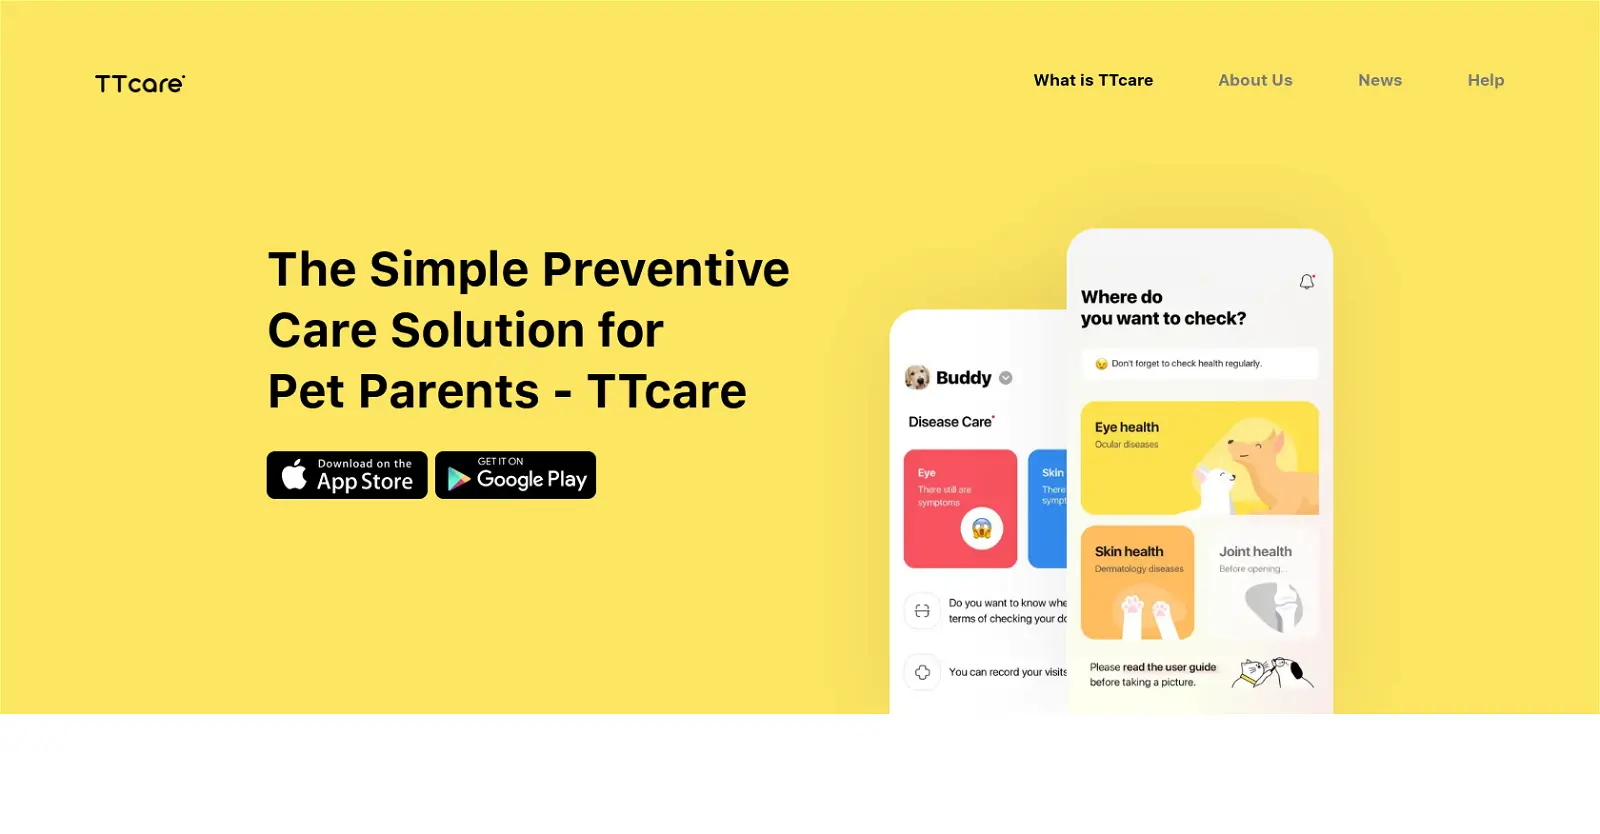 TTcare
What is TTcare
About Us
News
Help
The Simple Preventive
Care Solution for
Pet Parents - TTcare
Download on the
App Store
GET IT ON
Google Play
Buddy
Disease Care
Eye
There still are
symptoms
Skin
There
sympt
Do you want to know whe
terms of checking your do
You can record your visits
Where do
you want to check?
Don't forget to check health regularly.
Eye health
Ocular diseases
Skin health
Dermatology diseases
Joint health
Before opening...
Please read the user guide
before taking a picture.